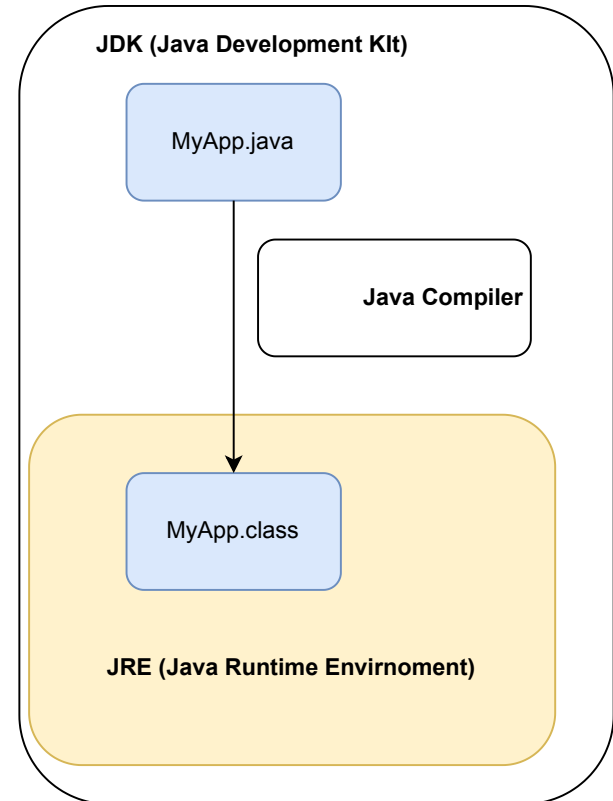 JDK (Java Development KIt)
MyApp.java
Java Compiler
MyApp.class
JRE (Java Runtime Envirnoment)